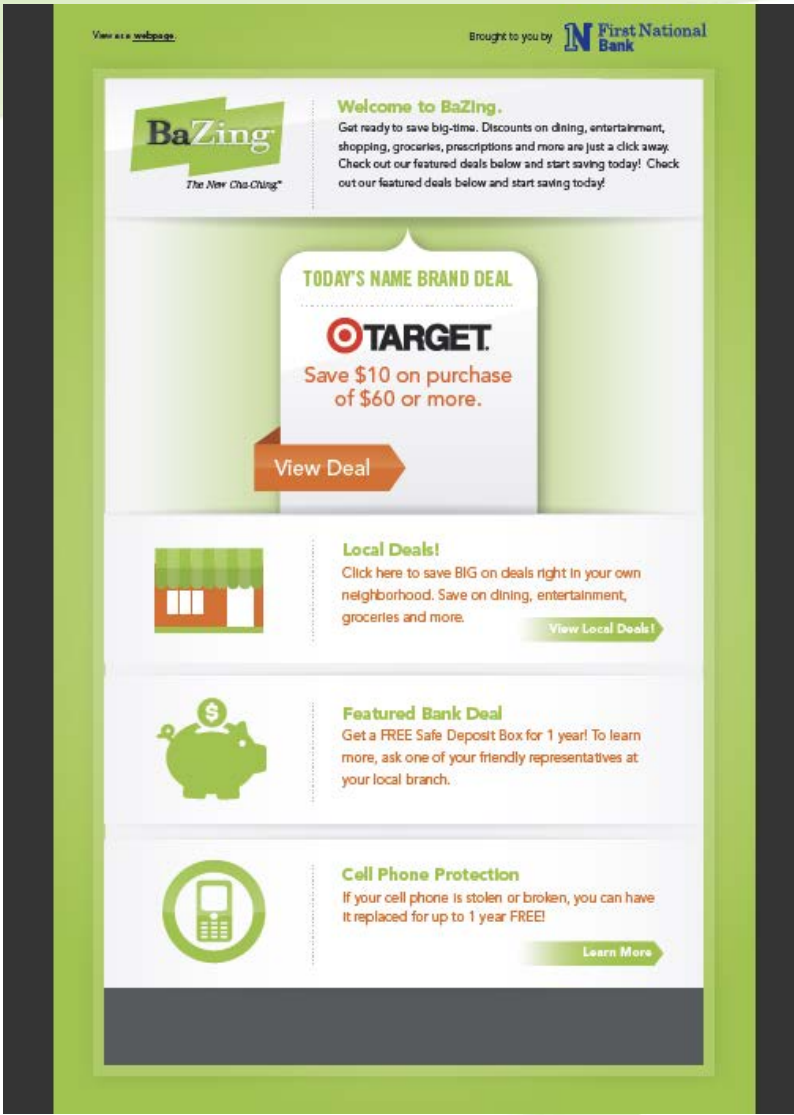 View as a webpage.
Brought to you by
First National
Bank
BaZing
The New Cha-Ching™
Welcome to BaZing.
Get ready to save big-time. Discounts on dining, entertainment,
shopping, groceries, prescriptions and more are just a click away.
Check out our featured deals below and start saving today! Check
out our featured deals below and start saving today!
TODAY'S NAME BRAND DEAL
TARGET.
Save $10 on purchase
of $60 or more.
View Deal
Local Deals!
Click here to save BIG on deals right in your own
neighborhood. Save on dining, entertainment,
groceries and more.
View Local Deals!
$
Featured Bank Deal
Get a FREE Safe Deposit Box for 1 year! To learn
more, ask one of your friendly representatives at
your local branch.
Cell Phone Protection
If your cell phone is stolen or broken, you can have
it replaced for up to 1 year FREE!
Learn More